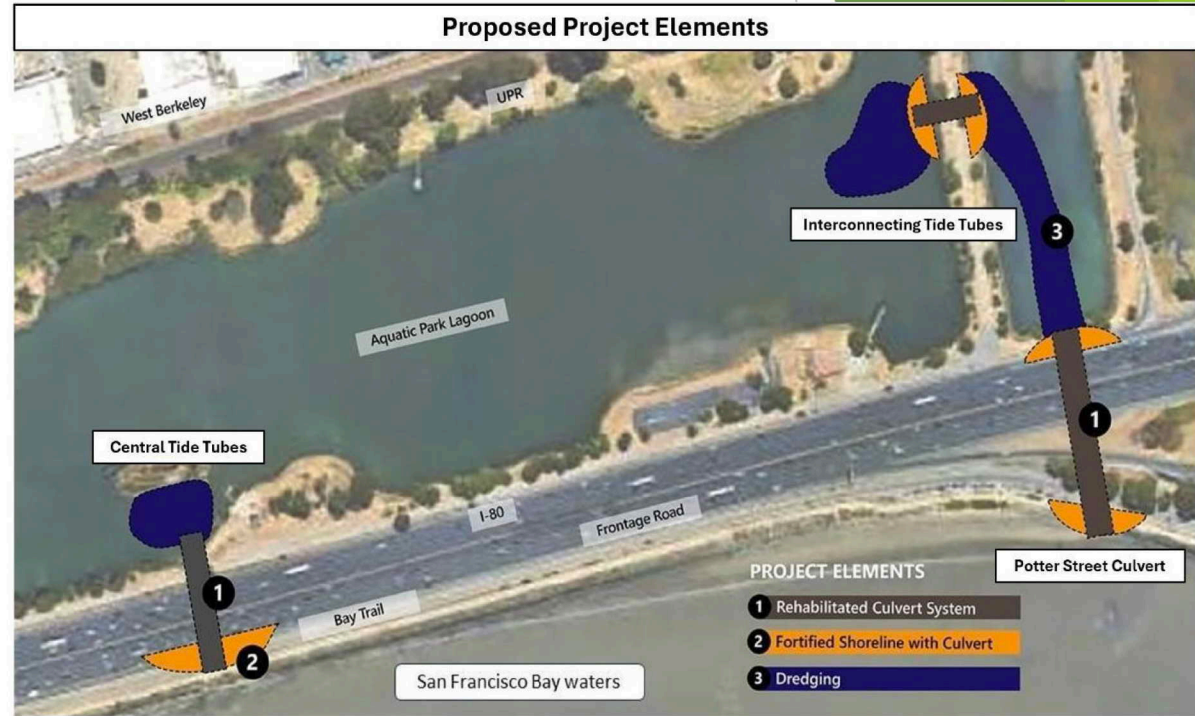 Proposed Project Elements
West Berkeley
UPR
Interconnecting Tide Tubes
3
Aquatic Park Lagoon
1
Central Tide Tubes
I-80
Frontage Road
Potter Street Culvert
1
Bay Trail
2
San Francisco Bay waters
PROJECT ELEMENTS
1 Rehabilitated Culvert System
2 Fortified Shoreline with Culvert
3 Dredging